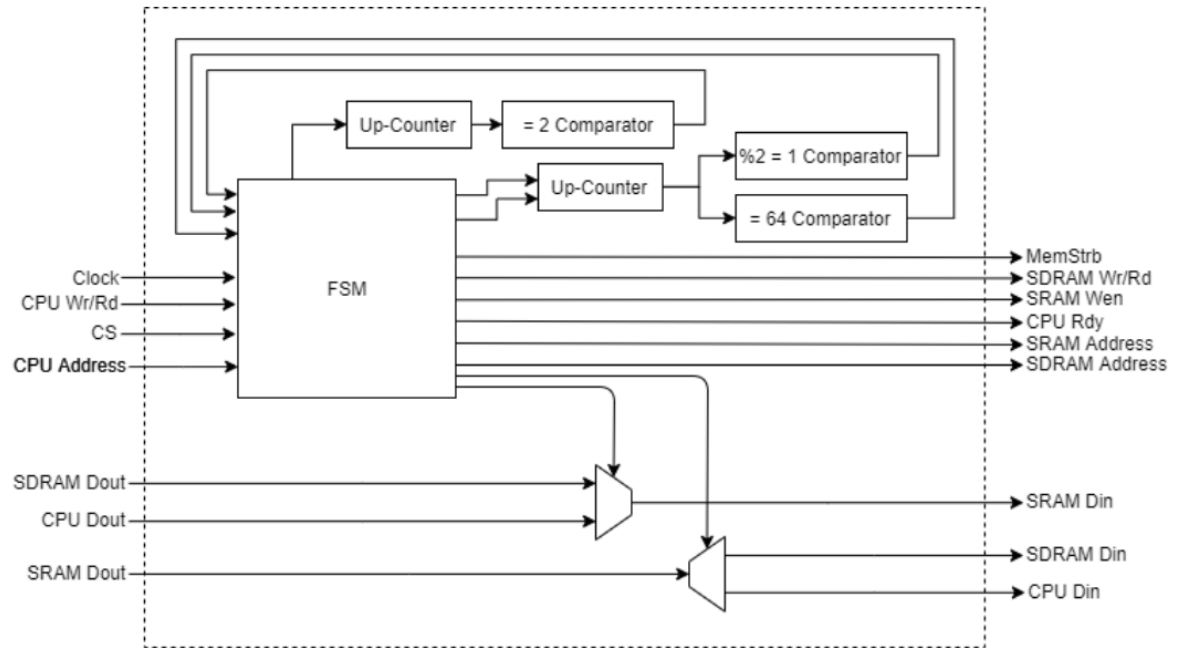 Up-Counter
= 2 Comparator
%2 = 1 Comparator
Up-Counter
= 64 Comparator
FSM
Clock
CPU Wr/Rd
CS
CPU Address
MemStrb
SDRAM Wr/Rd
SRAM Wen
CPU Rdy
SRAM Address
SDRAM Address
SDRAM Dout
CPU Dout
SRAM Dout
SRAM Din
SDRAM Din
CPU Din